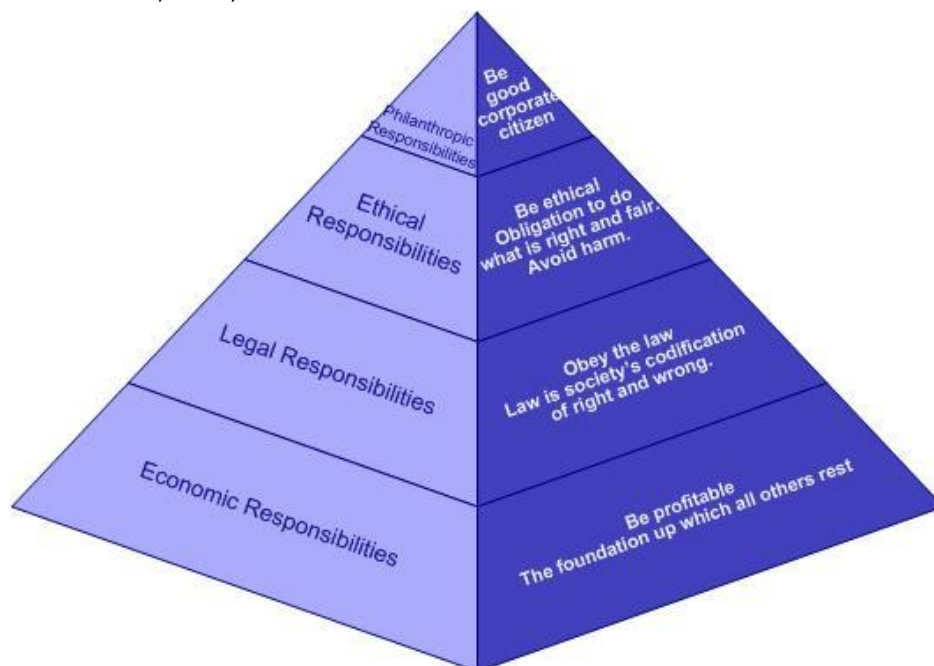 Philanthropic
Responsibilities
Be
good
corporate
citizen
Ethical
Responsibilities
Be ethical
Obligation to do
what is right and fair.
Avoid harm.
Legal Responsibilities
Obey the law
Law is society's codification
of right and wrong.
Economic Responsibilities
Be profitable
The foundation up which all others rest